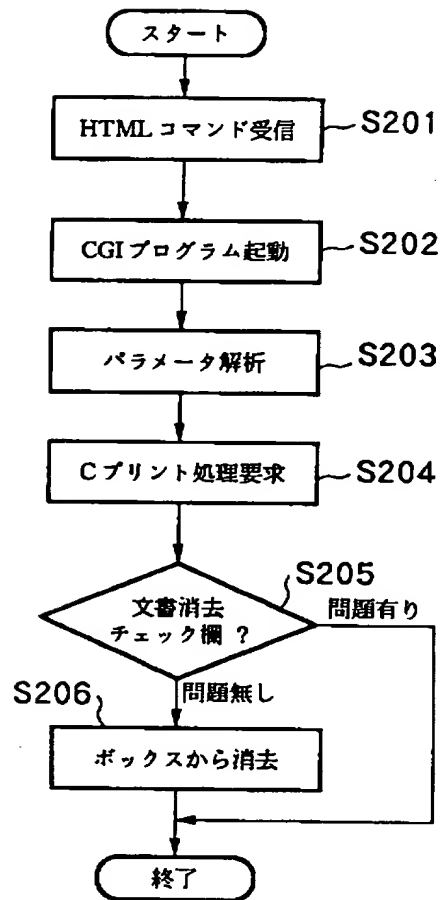 スタート
HTMLコマンド受信
S201
CGIプログラム起動
S202
パラメータ解析
S203
Cプリント処理要求
S204
S205
文書消去
チェック欄 ?
問題有り
S206
問題無し
ボックスから消去
終了